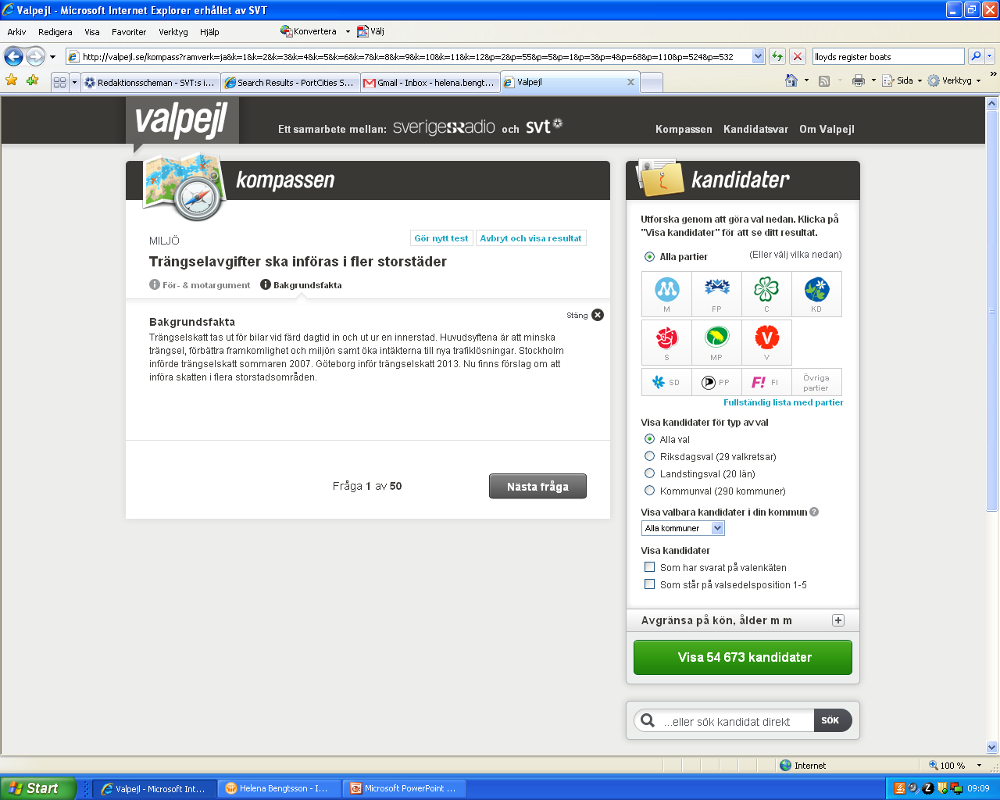 Valpejl - Microsoft Internet Explorer erhållet av SVT
Arkiv Redigera Visa Favoriter Verktyg Hjälp Konvertera Välj
http://valpejl.se/kompass?ramverk=ja&k=1&k=2&k=3&k=4&k=5&k=6&k=7&k=8&k=9&k=10&k=11&k=12&p=2&p=55&p=5&p=1&p=3&p=4&p=68&p=110&p=524&p=532 lloyds register boats
Redaktionsscheman - SVT:s i... Search Results - PortCities S... Gmail - Inbox - helena.bengt... Valpejl Sida Verktyg
valpejl
Ett samarbete mellan: sverigesradio och svt
Kompassen Kandidatsvar Om Valpejl
kompassen
MILJÖ
Gör nytt test Avbryt och visa resultat
Trängselavgifter ska införas i fler storstäder
För- & motargument Bakgrundsfakta
Stäng
Bakgrundsfakta
Trängselskatt tas ut för bilar vid färd dagtid in och ut ur en innerstad. Huvudsyftena är att minska
trängsel, förbättra framkomlighet och miljön samt öka intäkterna till nya trafiklösningar. Stockholm
införde trängselskatt sommaren 2007. Göteborg inför trängselskatt 2013. Nu finns förslag om att
införa skatten i flera storstadsområden.
Fråga 1 av 50
Nästa fråga
kandidater
Utforska genom att göra val nedan. Klicka på
"Visa kandidater" för att se ditt resultat.
Alla partier (Eller välj vilka nedan)
M FP C KD
S MP V
SD PP F! FI Övriga
partier
Fullständig lista med partier
Visa kandidater för typ av val
Alla val
Riksdagsval (29 valkretsar)
Landstingsval (20 län)
Kommunval (290 kommuner)
Visa valbara kandidater i din kommun ?
Alla kommuner
Visa kandidater
Som har svarat på valenkäten
Som står på valsedelsposition 1-5
Avgränsa på kön, ålder m m
Visa 54 673 kandidater
...eller sök kandidat direkt SÖK
Internet 100 %
Start Valpejl - Microsoft Int... Helena Bengtsson - I... Microsoft PowerPoint ... 09:09